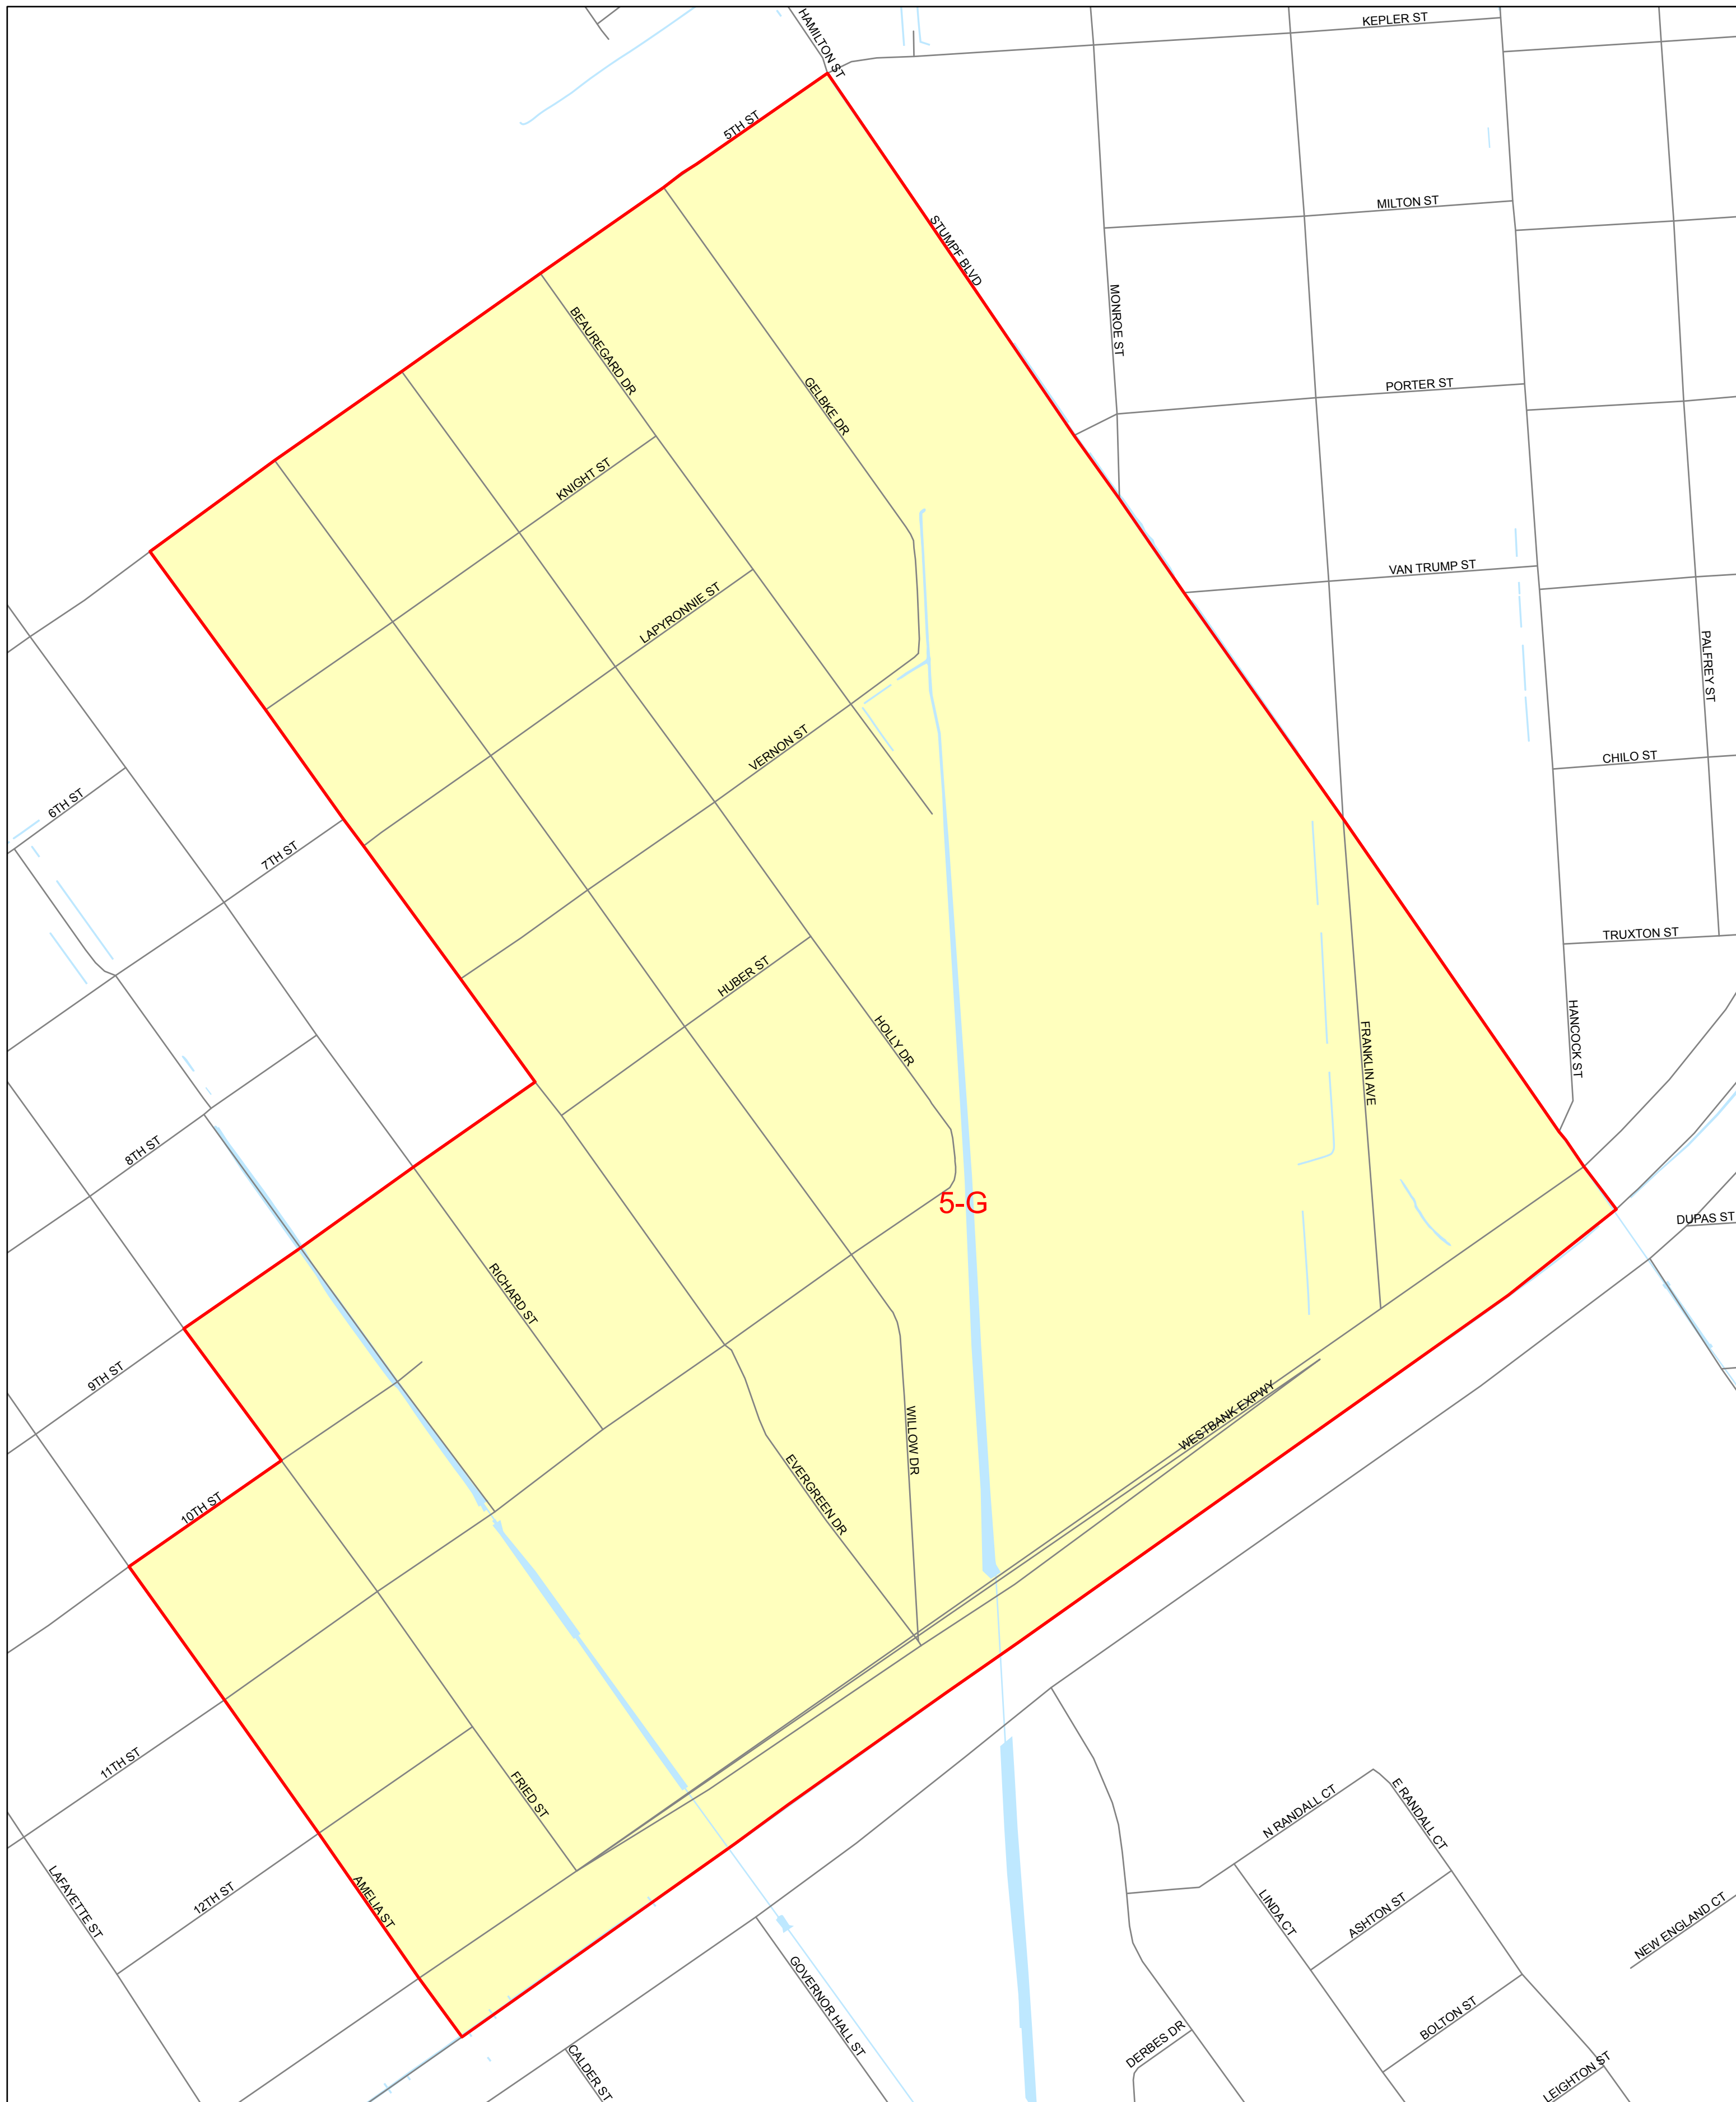 HAMILTON ST
KEPLER ST
5TH ST
MILTON ST
STUMPF BLVD
MONROE ST
BEAUREGARD DR
GELBKE DR
PORTER ST
KNIGHT ST
VAN TRUMP ST
LAPYRONNIE ST
PALFREY ST
VERNON ST
CHILO ST
6TH ST
7TH ST
TRUXTON ST
HUBER ST
HOLLY DR
FRANKLIN AVE
HANCOCK ST
8TH ST
5-G
DUPAS ST
RICHARD ST
9TH ST
WESTBANK EXPWY
WILLOW DR
EVERGREEN DR
10TH ST
11TH ST
FRIED ST
N RANDALL CT
E RANDALL CT
LAFAYETTE ST
12TH ST
AMELIA ST
LINDA CT
ASHTON ST
NEW ENGLAND CT
GOVERNOR HALL ST
BOLTON ST
DERBES DR
CALDER ST
LEIGHTON ST